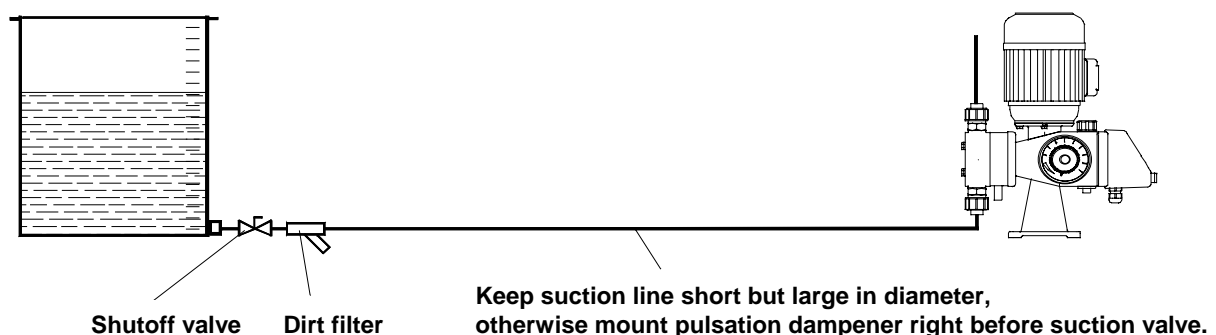 Keep suction line short but large in diameter,
Shutoff valve Dirt filter otherwise mount pulsation dampener right before suction valve.